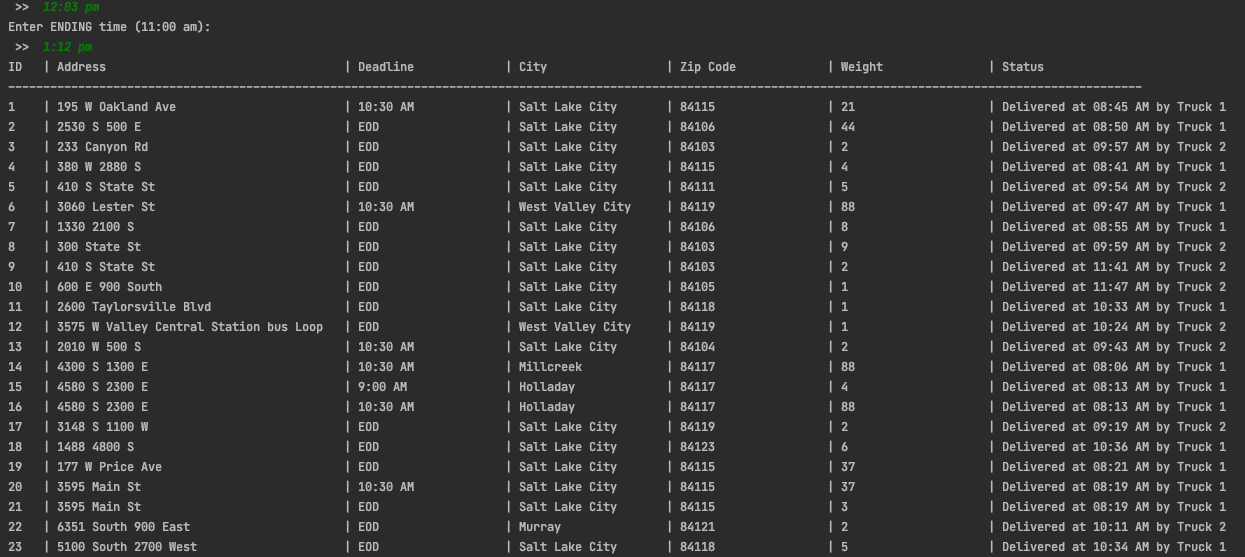 >> 12:03 pm
Enter ENDING time (11:00 am):
>> 1:12 pm
ID | Address | Deadline | City | Zip Code | Weight | Status
------------------------------------------------------------------------------------------------------------------------------------------------------------------
1 | 195 W Oakland Ave | 10:30 AM | Salt Lake City | 84115 | 21 | Delivered at 08:45 AM by Truck 1
2 | 2530 S 500 E | EOD | Salt Lake City | 84106 | 44 | Delivered at 08:50 AM by Truck 1
3 | 233 Canyon Rd | EOD | Salt Lake City | 84103 | 2 | Delivered at 09:57 AM by Truck 2
4 | 380 W 2880 S | EOD | Salt Lake City | 84115 | 4 | Delivered at 08:41 AM by Truck 1
5 | 410 S State St | EOD | Salt Lake City | 84111 | 5 | Delivered at 09:54 AM by Truck 2
6 | 3060 Lester St | 10:30 AM | West Valley City | 84119 | 88 | Delivered at 09:47 AM by Truck 1
7 | 1330 2100 S | EOD | Salt Lake City | 84106 | 8 | Delivered at 08:55 AM by Truck 1
8 | 300 State St | EOD | Salt Lake City | 84103 | 9 | Delivered at 09:59 AM by Truck 2
9 | 410 S State St | EOD | Salt Lake City | 84103 | 2 | Delivered at 11:41 AM by Truck 2
10 | 600 E 900 South | EOD | Salt Lake City | 84105 | 1 | Delivered at 11:47 AM by Truck 2
11 | 2600 Taylorsville Blvd | EOD | Salt Lake City | 84118 | 1 | Delivered at 10:33 AM by Truck 1
12 | 3575 W Valley Central Station bus Loop | EOD | West Valley City | 84119 | 1 | Delivered at 10:24 AM by Truck 2
13 | 2010 W 500 S | 10:30 AM | Salt Lake City | 84104 | 2 | Delivered at 09:43 AM by Truck 2
14 | 4300 S 1300 E | 10:30 AM | Millcreek | 84117 | 88 | Delivered at 08:06 AM by Truck 1
15 | 4580 S 2300 E | 9:00 AM | Holladay | 84117 | 4 | Delivered at 08:13 AM by Truck 1
16 | 4580 S 2300 E | 10:30 AM | Holladay | 84117 | 88 | Delivered at 08:13 AM by Truck 1
17 | 3148 S 1100 W | EOD | Salt Lake City | 84119 | 2 | Delivered at 09:19 AM by Truck 2
18 | 1488 4800 S | EOD | Salt Lake City | 84123 | 6 | Delivered at 10:36 AM by Truck 1
19 | 177 W Price Ave | EOD | Salt Lake City | 84115 | 37 | Delivered at 08:21 AM by Truck 1
20 | 3595 Main St | 10:30 AM | Salt Lake City | 84115 | 37 | Delivered at 08:19 AM by Truck 1
21 | 3595 Main St | EOD | Salt Lake City | 84115 | 3 | Delivered at 08:19 AM by Truck 1
22 | 6351 South 900 East | EOD | Murray | 84121 | 2 | Delivered at 10:11 AM by Truck 2
23 | 5100 South 2700 West | EOD | Salt Lake City | 84118 | 5 | Delivered at 10:34 AM by Truck 1